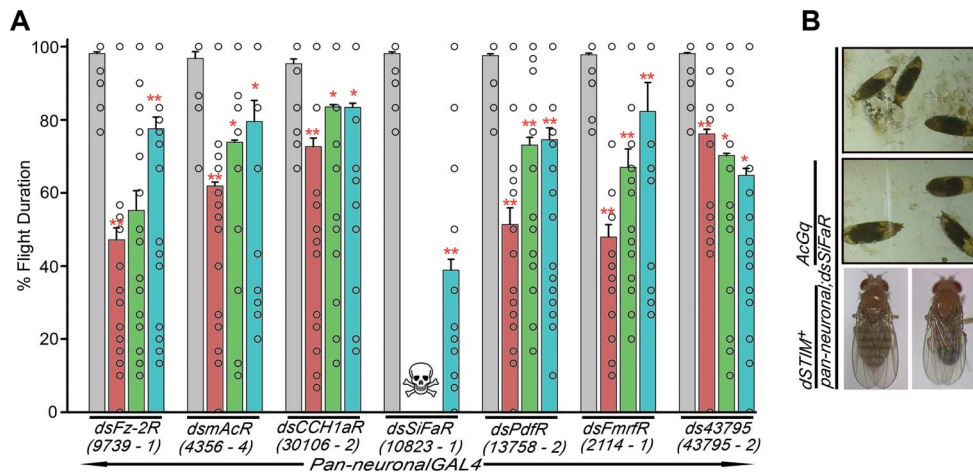 A
% Flight Duration
100
80
60
40
20
0
** ** * * * ** ** * * ** ** ** ** ** ** ** ** * *
dsFz-2R dsmAcR dsCCH1aR dsSiFaR dsPdfR dsFmrfR ds43795
(9739 - 1) (4356 - 4) (30106 - 2) (10823 - 1) (13758 - 2) (2114 - 1) (43795 - 2)
Pan-neuronalGAL4
B
AcGq
dSTIM+
pan-neuronal;dsSiFaR